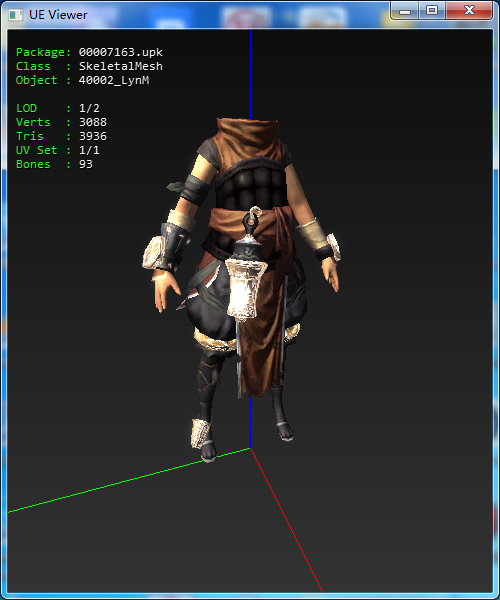 UE Viewer
Package: 00007163.upk
Class : SkeletalMesh
Object : 40002_LynM
LOD : 1/2
Verts : 3088
Tris : 3936
UV Set : 1/1
Bones : 93